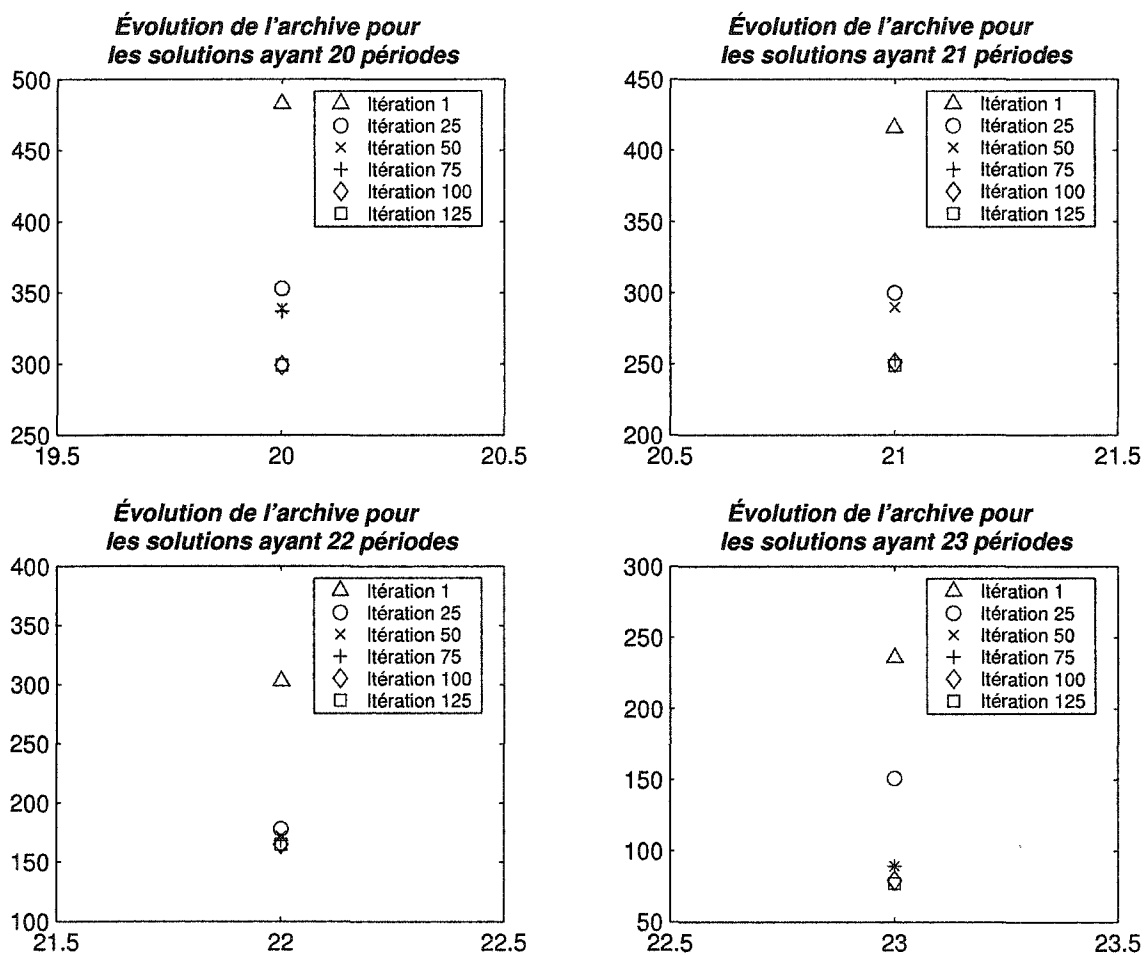 Évolution de l'archive pour
les solutions ayant 20 périodes
500
450
400
350
300
250
19.5
20
20.5
Itération 1
Itération 25
Itération 50
Itération 75
Itération 100
Itération 125
Évolution de l'archive pour
les solutions ayant 21 périodes
450
400
350
300
250
200
20.5
21
21.5
Itération 1
Itération 25
Itération 50
Itération 75
Itération 100
Itération 125
Évolution de l'archive pour
les solutions ayant 22 périodes
400
350
300
250
200
150
100
21.5
22
22.5
Itération 1
Itération 25
Itération 50
Itération 75
Itération 100
Itération 125
Évolution de l'archive pour
les solutions ayant 23 périodes
300
250
200
150
100
50
22.5
23
23.5
Itération 1
Itération 25
Itération 50
Itération 75
Itération 100
Itération 125